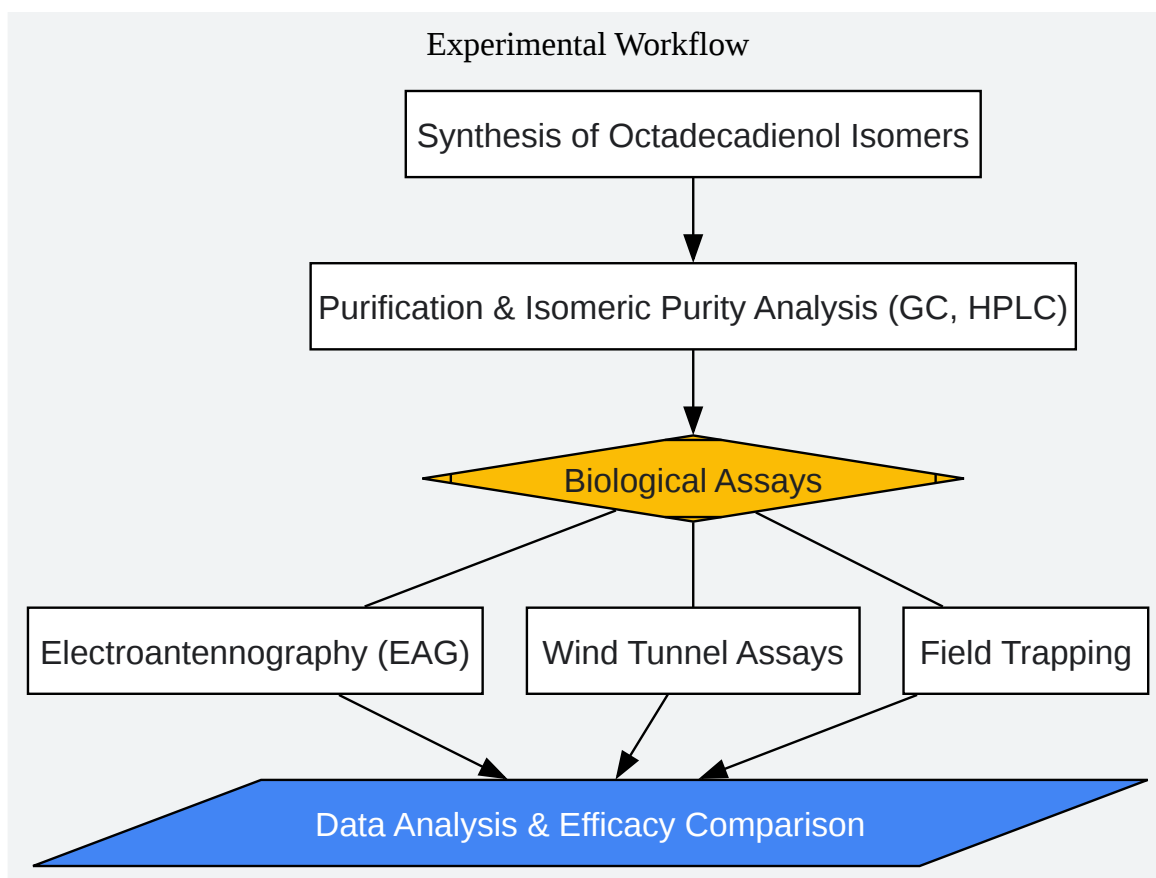 Experimental Workflow
Synthesis of Octadecadienol Isomers
Purification & Isomeric Purity Analysis (GC, HPLC)
Biological Assays
Electroantennography (EAG)
Wind Tunnel Assays
Field Trapping
Data Analysis & Efficacy Comparison